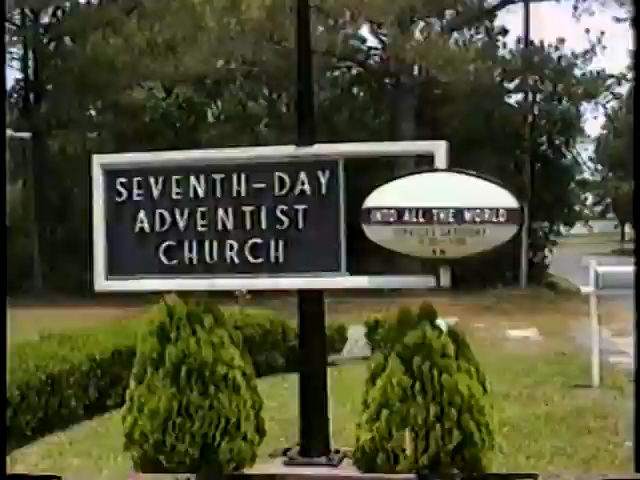 SEVENTH-DAY
ADVENTIST
CHURCH
INTO ALL THE WORLD